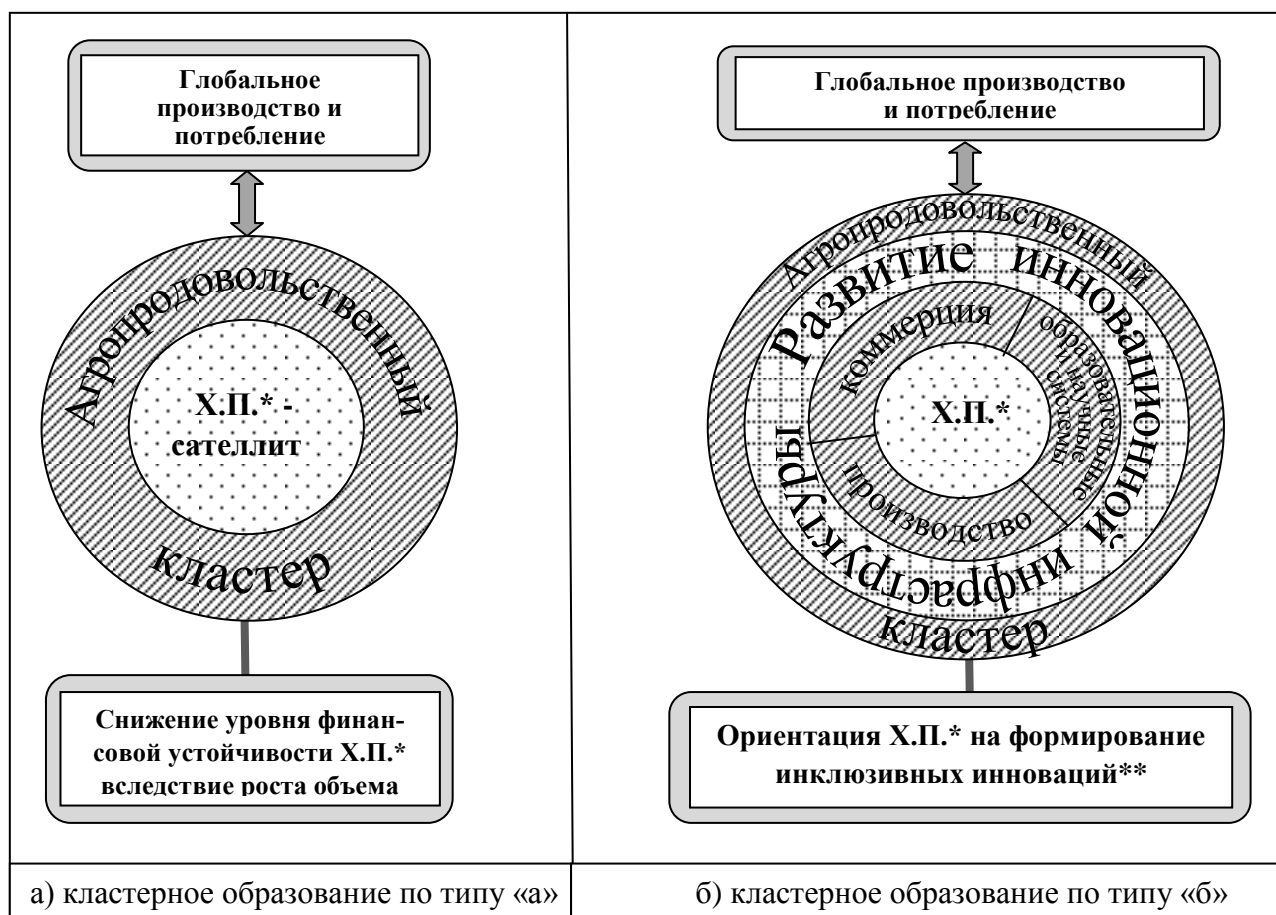 Глобальное
производство и
потребление
Агропродовольственный
кластер
Х.П.* -
сателлит
Снижение уровня финан-
совой устойчивости Х.П.*
вследствие роста объема
а) кластерное образование по типу «а»
Глобальное производство
и потребление
Агропродовольственный
кластер
Развитие инновационной инфраструктуры
коммерция
образовательные
и научные
системы
производство
Х.П.*
Ориентация Х.П.* на формирование
инклюзивных инноваций**
б) кластерное образование по типу «б»